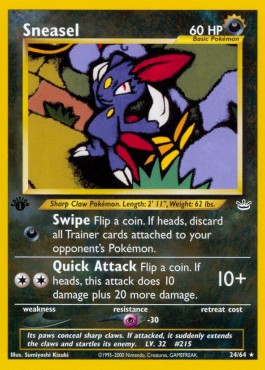 Sneasel 60 HP
Basic Pokémon
Sharp Claw Pokémon. Length: 2' 11", Weight: 62 lbs.
Swipe Flip a coin. If heads, discard
all Trainer cards attached to your
opponent's Pokémon.
Quick Attack Flip a coin. If
heads, this attack does 10
damage plus 20 more damage.
10+
weakness resistance retreat cost
-30
Its paws conceal sharp claws. If attacked, it suddenly extends
the claws and startles its enemy. LV. 32 #215
Illus. Sumiyoshi Kizuki ©1995-2000 Nintendo, Creatures, GAMEFREAK. 24/64 ★